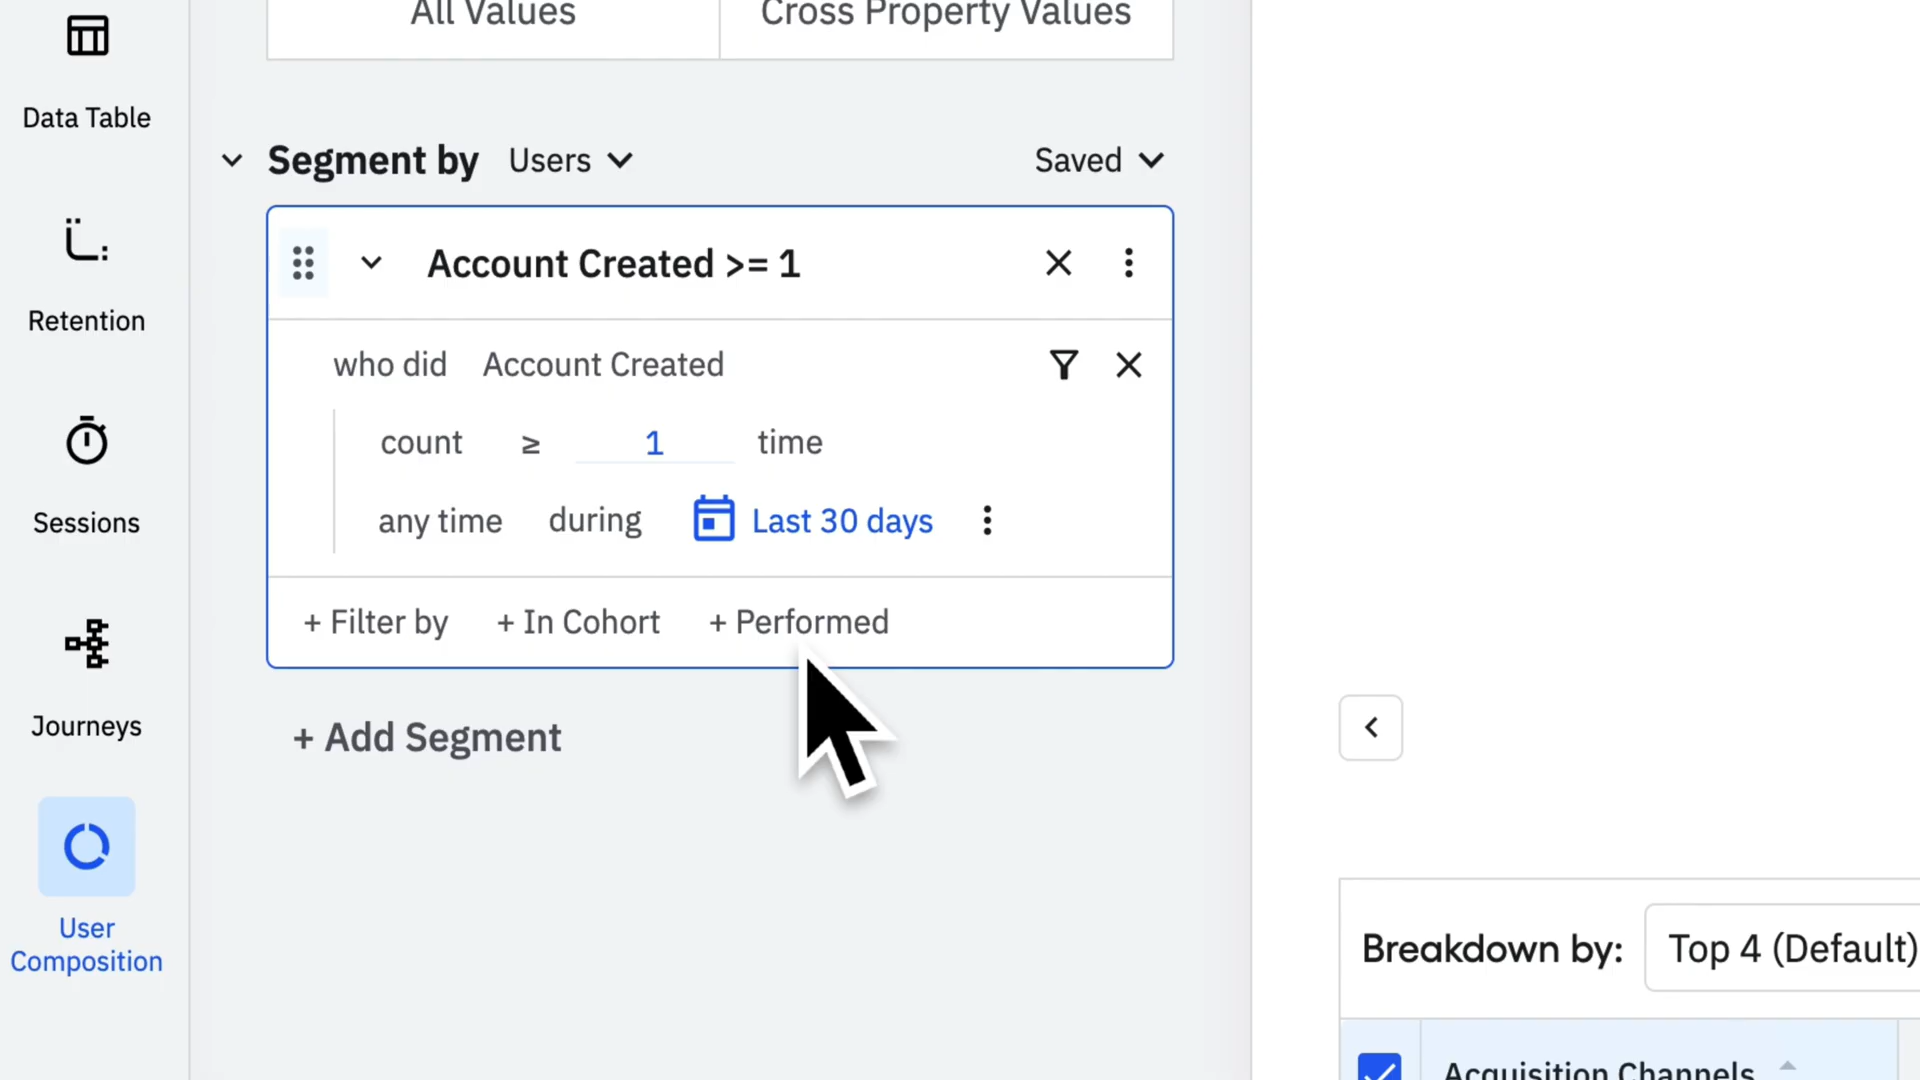 All Values
Cross Property Values
Data Table
Segment by Users
Saved
Account Created >= 1
Retention
who did Account Created
count ≥ 1 time
any time during Last 30 days
Sessions
+ Filter by + In Cohort + Performed
Journeys
+ Add Segment
User
Composition
Breakdown by: Top 4 (Default)
Acquisition Channels